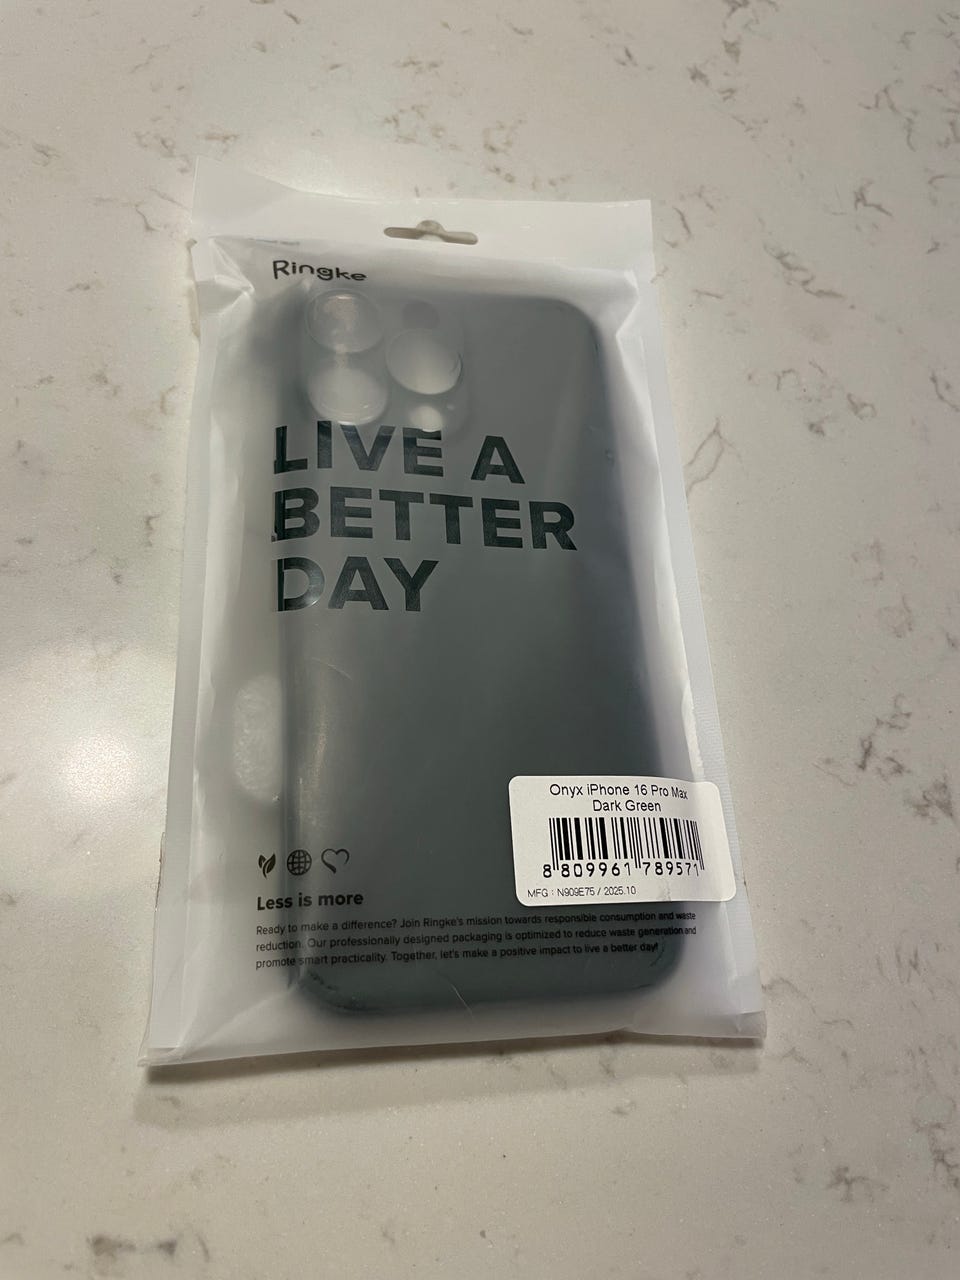 Ringke
LIVE A
BETTER
DAY
Onyx iPhone 16 Pro Max
Dark Green
8 809961 789571
MFG : N909E75 / 2025.10
Less is more
Ready to make a difference? Join Ringke's mission towards responsible consumption and waste
reduction. Our professionally designed packaging is optimized to reduce waste generation and
promote smart practicality. Together, let's make a positive impact to live a better day!